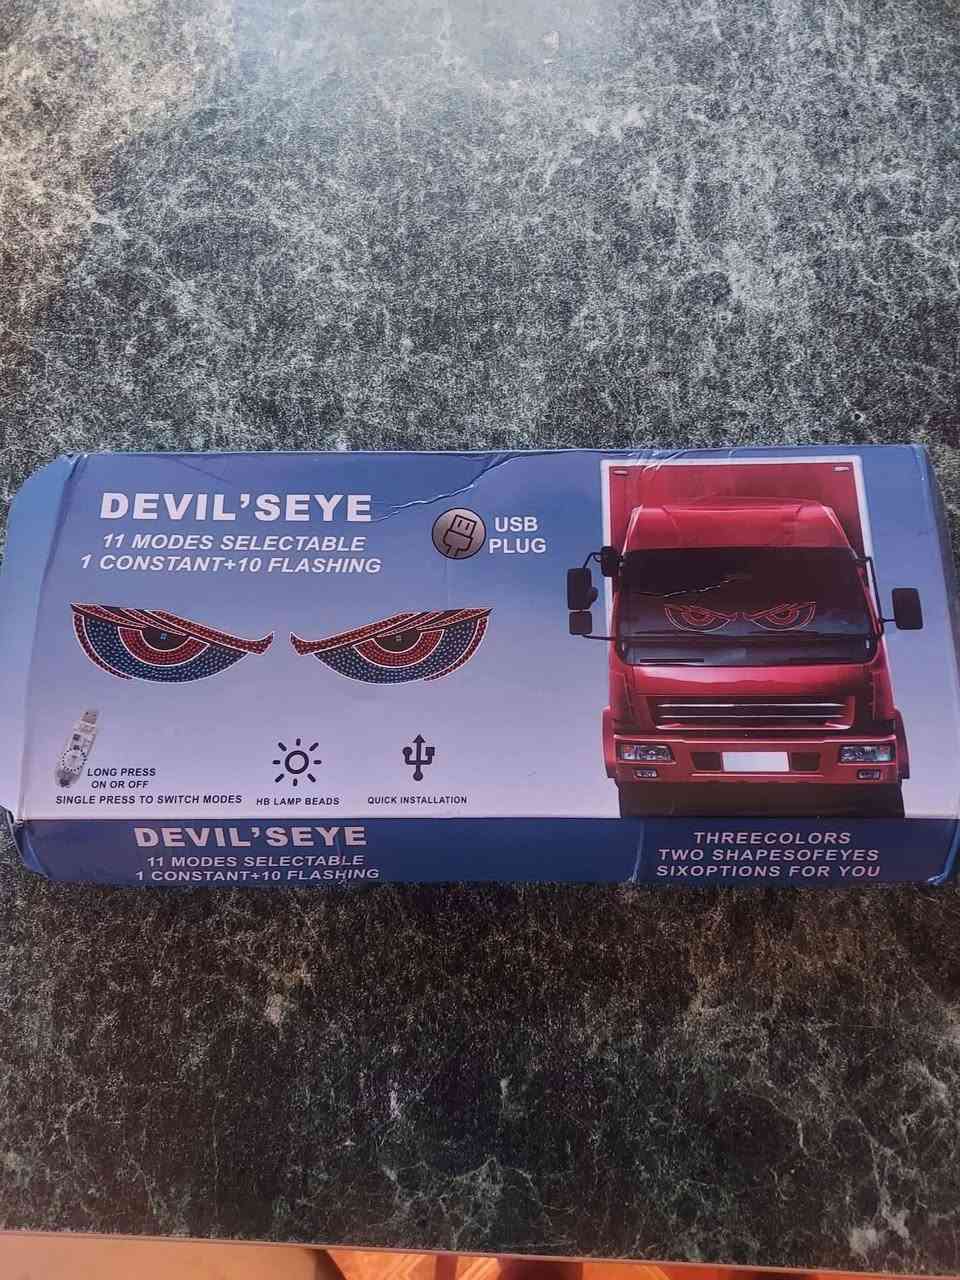 DEVIL'SEYE
11 MODES SELECTABLE
1 CONSTANT+10 FLASHING
USB
PLUG
LONG PRESS
ON OR OFF
SINGLE PRESS TO SWITCH MODES
HB LAMP BEADS
QUICK INSTALLATION
DEVIL'SEYE
11 MODES SELECTABLE
1 CONSTANT+10 FLASHING
THREECOLORS
TWO SHAPESOFEYES
SIXOPTIONS FOR YOU